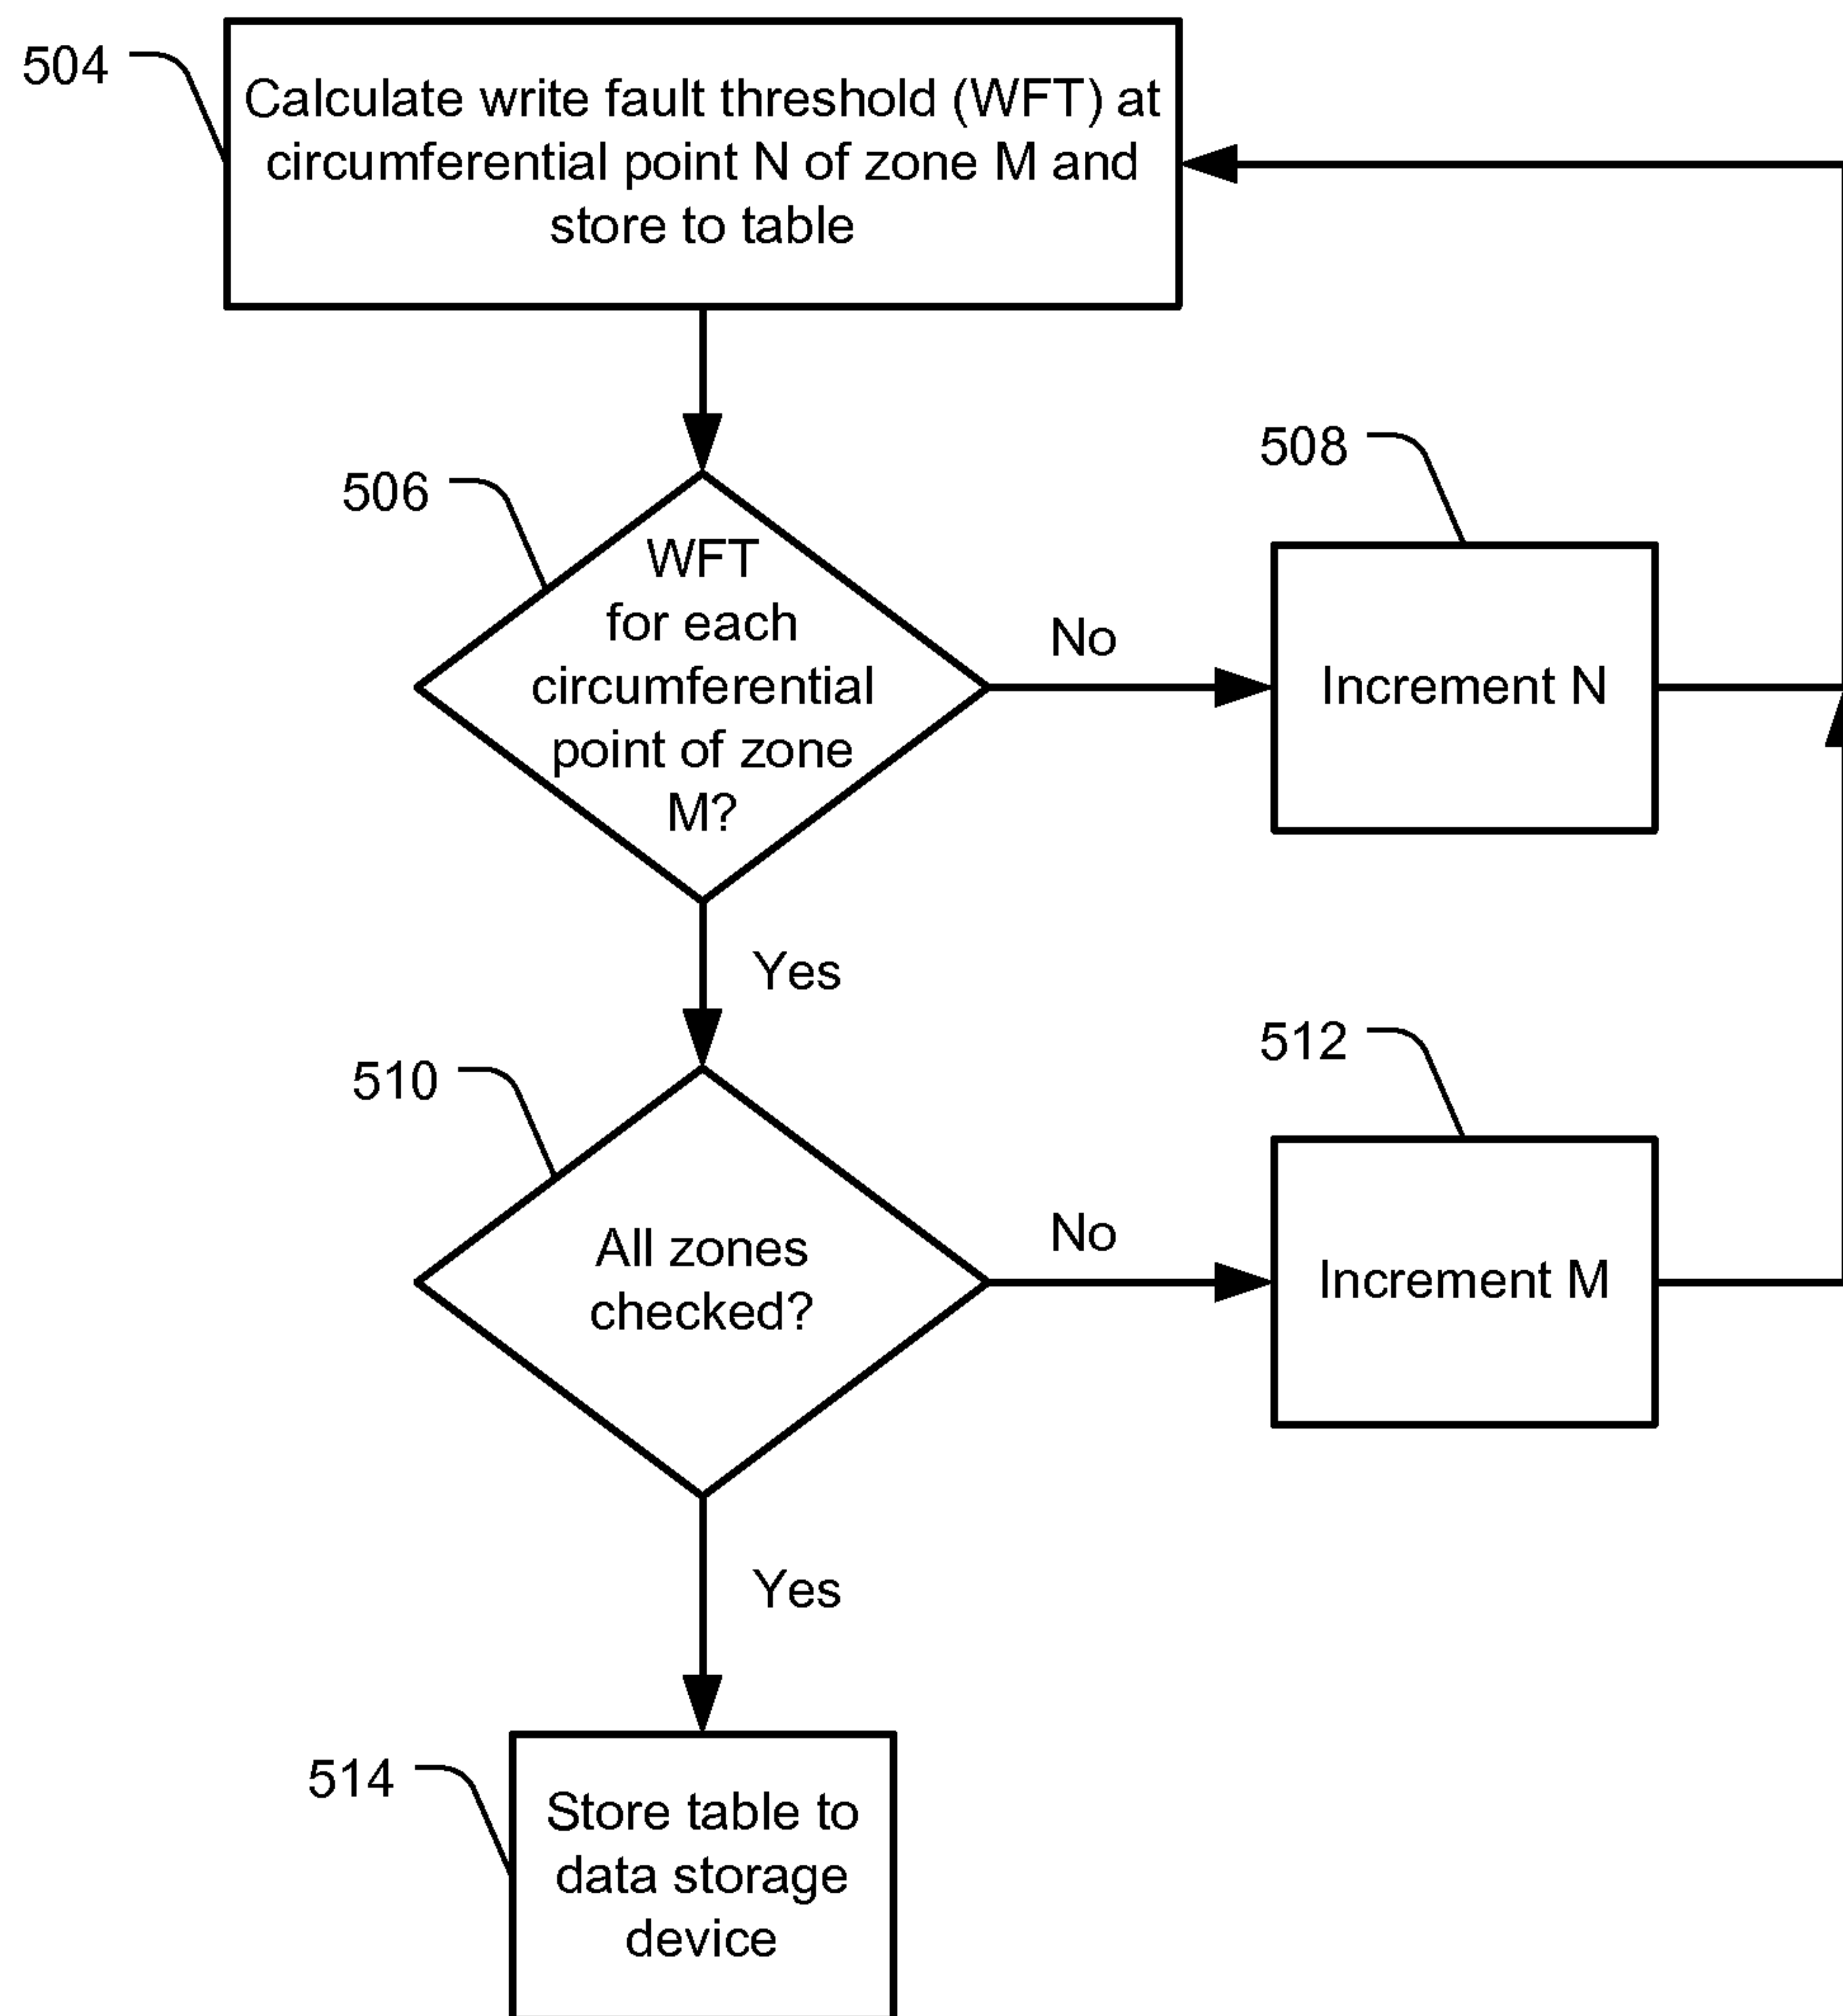 504
Calculate write fault threshold (WFT) at
circumferential point N of zone M and
store to table
506
WFT
for each
circumferential
point of zone
M?
No
508
Increment N
Yes
510
All zones
checked?
No
512
Increment M
Yes
514
Store table to
data storage
device